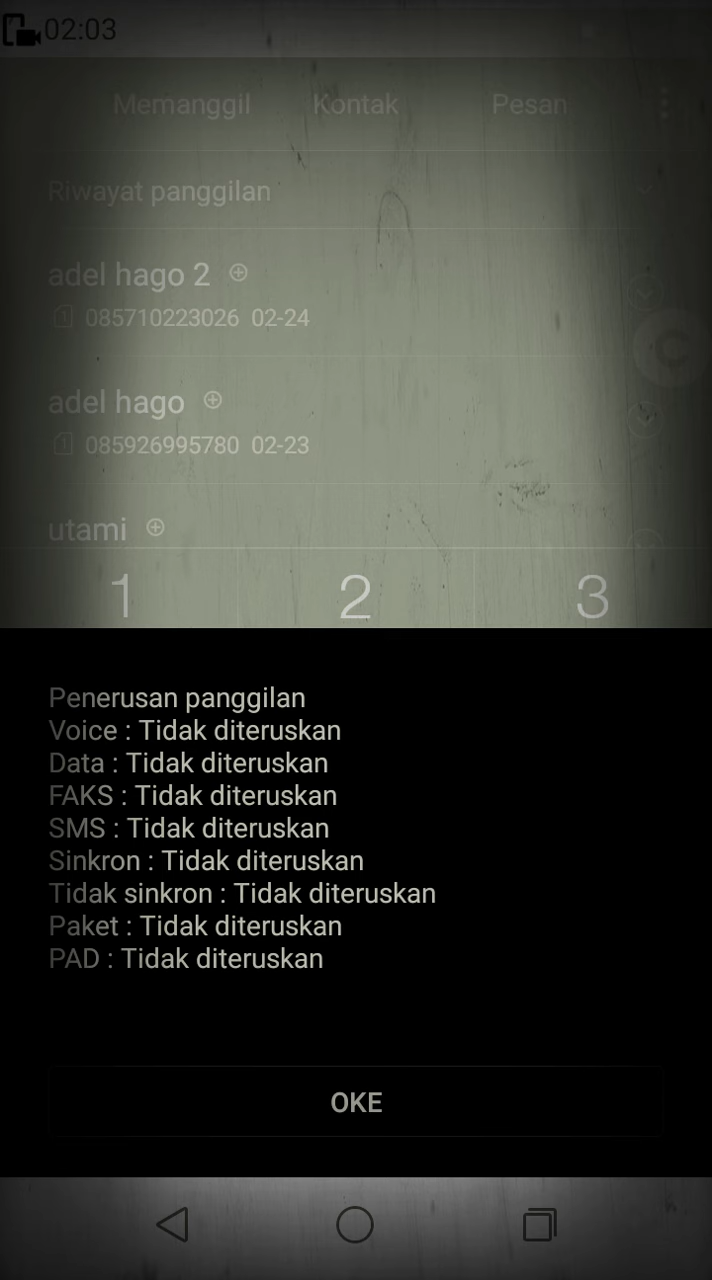 02:03
Memanggil Kontak Pesan
Riwayat panggilan
adel hago 2
1 085710223026 02-24
adel hago
1 085926995780 02-23
utami
1 2 3
Penerusan panggilan
Voice : Tidak diteruskan
Data : Tidak diteruskan
FAKS : Tidak diteruskan
SMS : Tidak diteruskan
Sinkron : Tidak diteruskan
Tidak sinkron : Tidak diteruskan
Paket : Tidak diteruskan
PAD : Tidak diteruskan
OKE